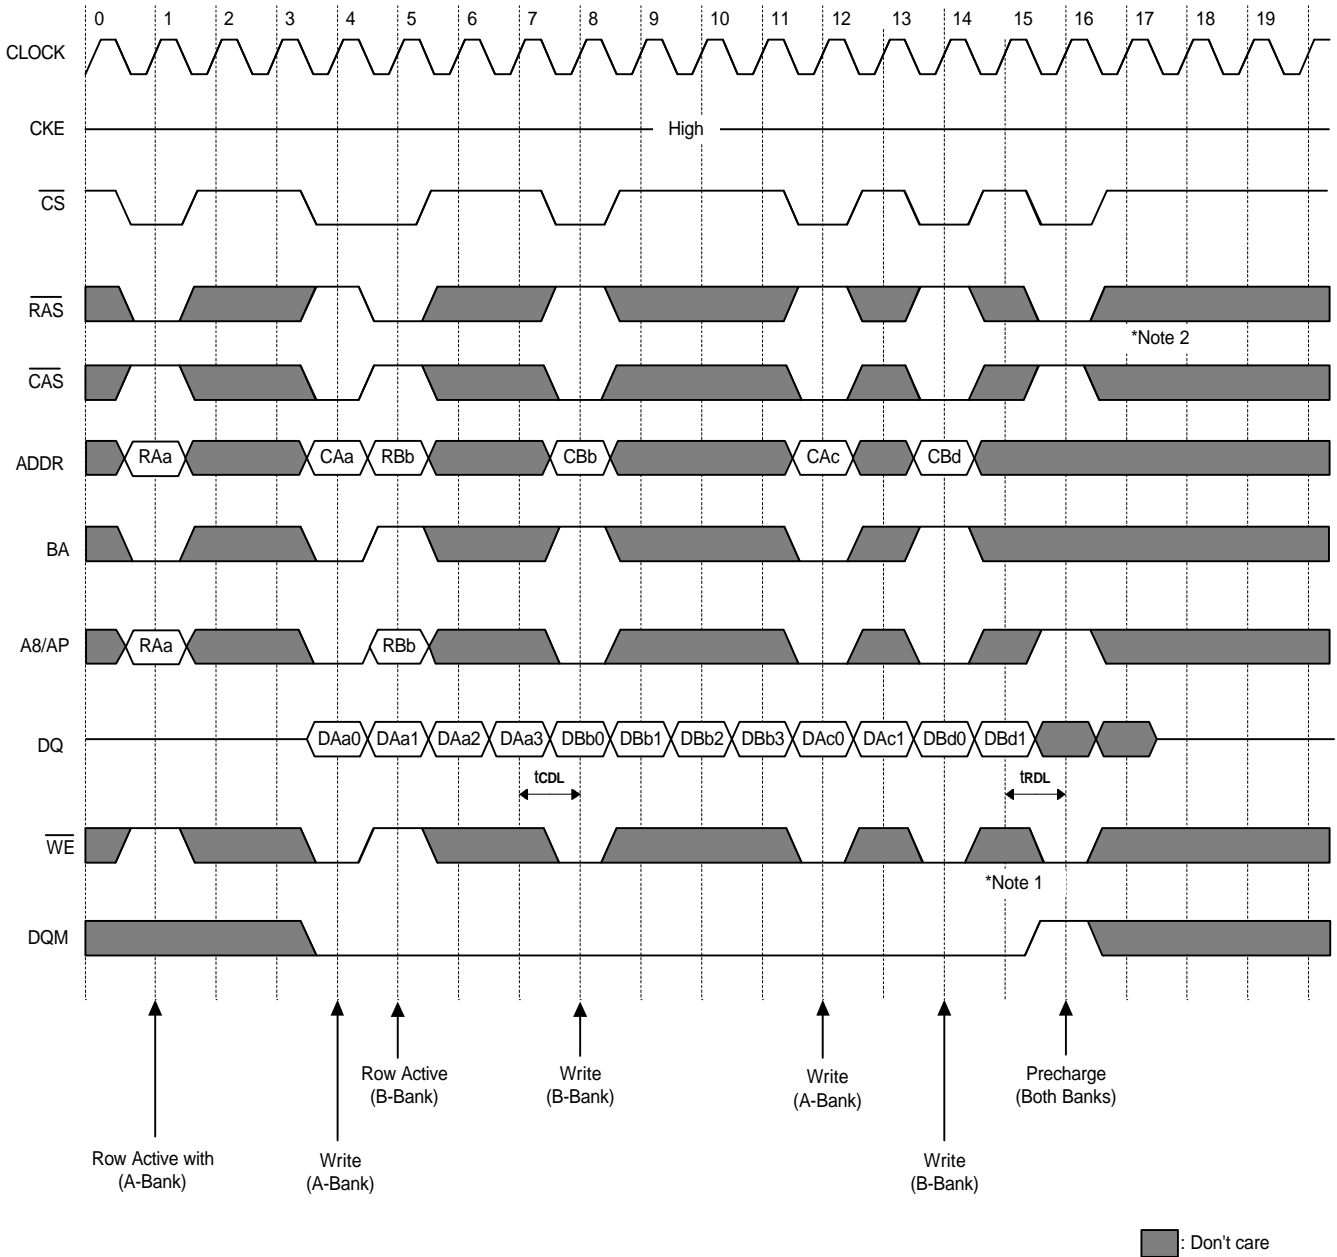 0 1 2 3 4 5 6 7 8 9 10 11 12 13 14 15 16 17 18 19
CLOCK
CKE High
CS
RAS
*Note 2
CAS
ADDR RAa CAa RBb CBb CAc CBd
BA
A8/AP RAa RBb
DQ DAa0 DAa1 DAa2 DAa3 DBb0 DBb1 DBb2 DBb3 DAc0 DAc1 DBd0 DBd1
tCDL tRDL
WE
*Note 1
DQM
Row Active
(B-Bank)
Write
(B-Bank)
Write
(A-Bank)
Precharge
(Both Banks)
Row Active with
(A-Bank)
Write
(A-Bank)
Write
(B-Bank)
: Don't care